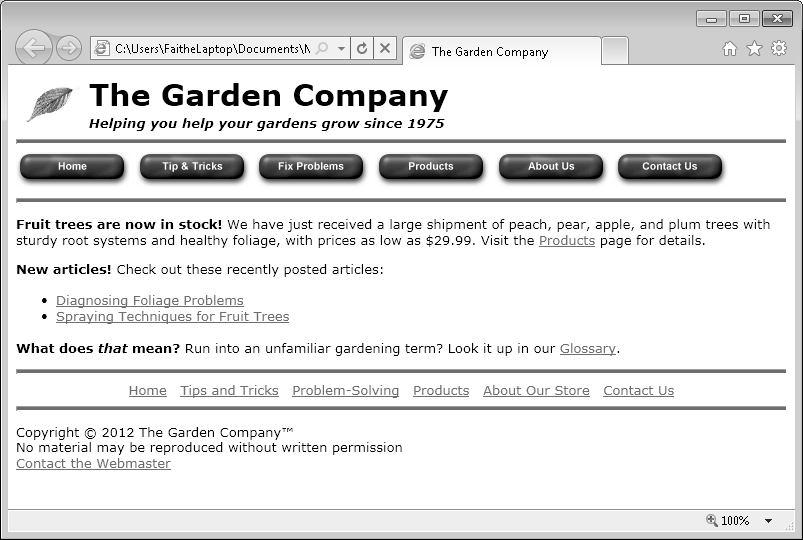 C:\Users\FaitheLaptop\Documents\M
The Garden Company
The Garden Company
Helping you help your gardens grow since 1975
Home Tip & Tricks Fix Problems Products About Us Contact Us
Fruit trees are now in stock! We have just received a large shipment of peach, pear, apple, and plum trees with
sturdy root systems and healthy foliage, with prices as low as $29.99. Visit the Products page for details.
New articles! Check out these recently posted articles:
• Diagnosing Foliage Problems
• Spraying Techniques for Fruit Trees
What does that mean? Run into an unfamiliar gardening term? Look it up in our Glossary.
Home Tips and Tricks Problem-Solving Products About Our Store Contact Us
Copyright © 2012 The Garden Company™
No material may be reproduced without written permission
Contact the Webmaster
100%